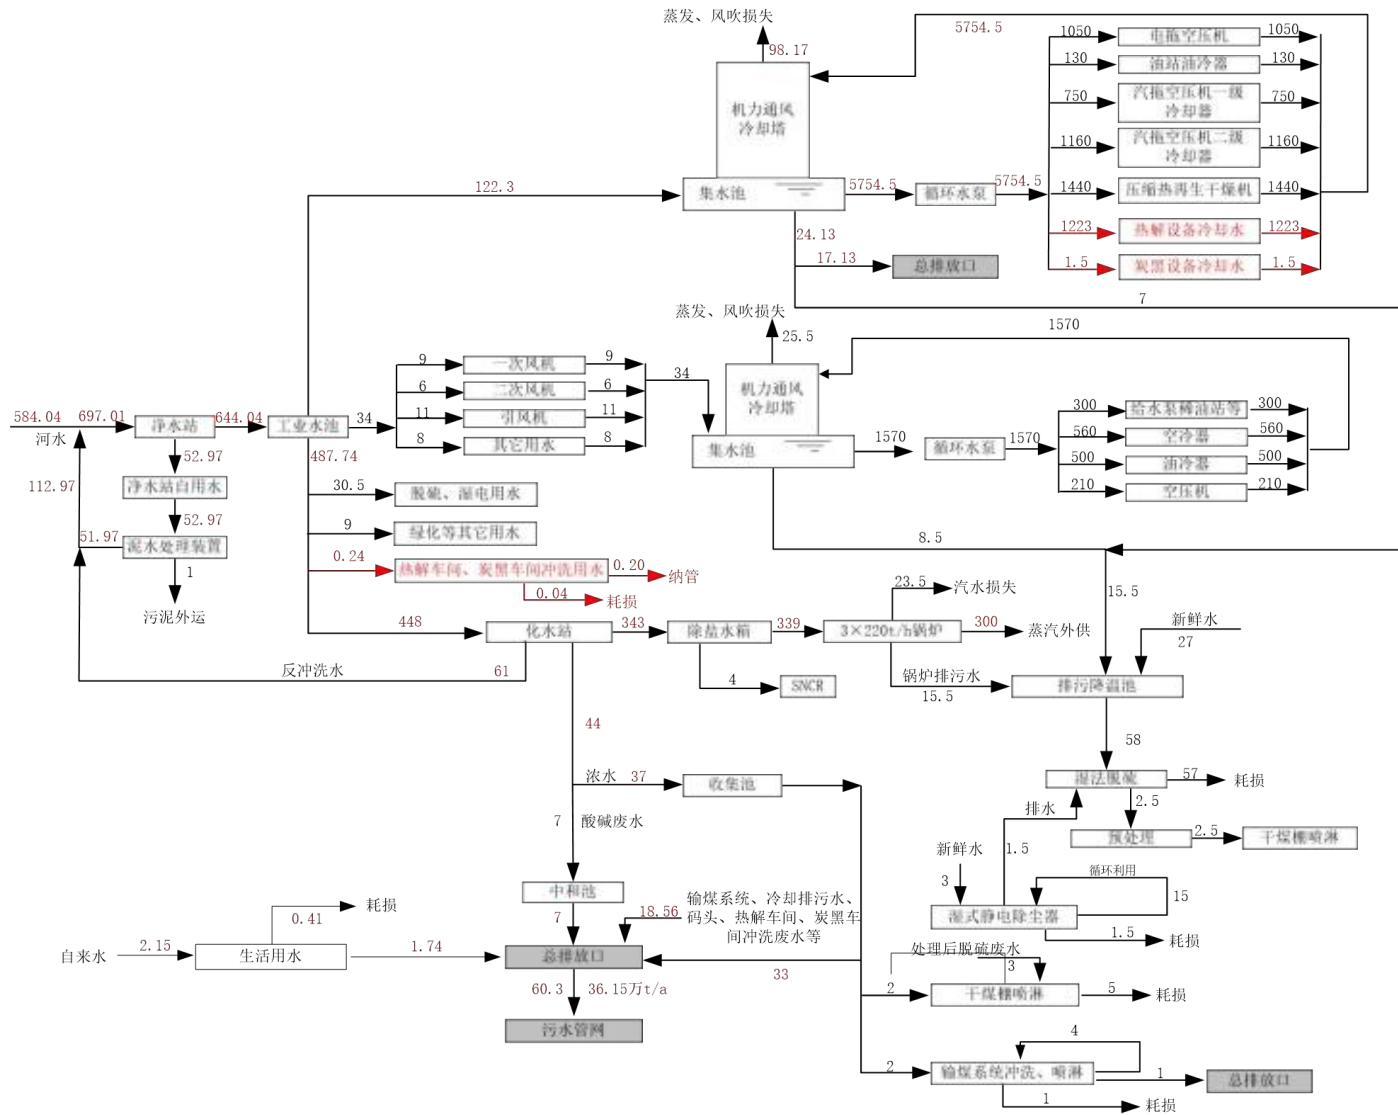 蒸发、风吹损失
98.17
5754.5
机力通风
冷却塔
集水池
5754.5
循环水泵
5754.5
1050
电拖空压机
1050
130
油站油冷器
130
750
汽拖空压机一级
冷却器
750
1160
汽拖空压机二级
冷却器
1160
1440
压缩热再生干燥机
1440
1223
热解设备冷却水
1223
1.5
炭黑设备冷却水
1.5
122.3
24.13
17.13
总排放口
7
蒸发、风吹损失
25.5
1570
机力通风
冷却塔
集水池
1570
循环水泵
1570
300
给水泵稀油站等
300
560
空冷器
560
500
油冷器
500
210
空压机
210
9
一次风机
9
6
二次风机
6
11
引风机
11
8
其它用水
8
34
34
584.04
697.01
河水
净水站
644.04
工业水池
487.74
52.97
净水站自用水
52.97
112.97
51.97
泥水处理装置
1
污泥外运
30.5
脱硫、湿电用水
9
绿化等其它用水
0.24
热解车间、炭黑车间冲洗用水
0.20
纳管
0.04
耗损
8.5
15.5
448
化水站
343
除盐水箱
339
3×220t/h锅炉
23.5
汽水损失
300
蒸汽外供
新鲜水
27
反冲洗水
61
4
SNCR
锅炉排污水
15.5
排污降温池
44
58
浓水
37
收集池
湿法脱硫
57
耗损
排水
2.5
预处理
2.5
干煤棚喷淋
7
酸碱废水
1.5
新鲜水
3
循环利用
15
湿式静电除尘器
1.5
耗损
中和池
7
18.56
输煤系统、冷却排污水、
码头、热解车间、炭黑车
间冲洗废水等
耗损
0.41
自来水
2.15
生活用水
1.74
总排放口
33
处理后脱硫废水
3
2
干煤棚喷淋
5
耗损
60.3
36.15万t/a
污水管网
4
2
输煤系统冲洗、喷淋
1
总排放口
1
耗损